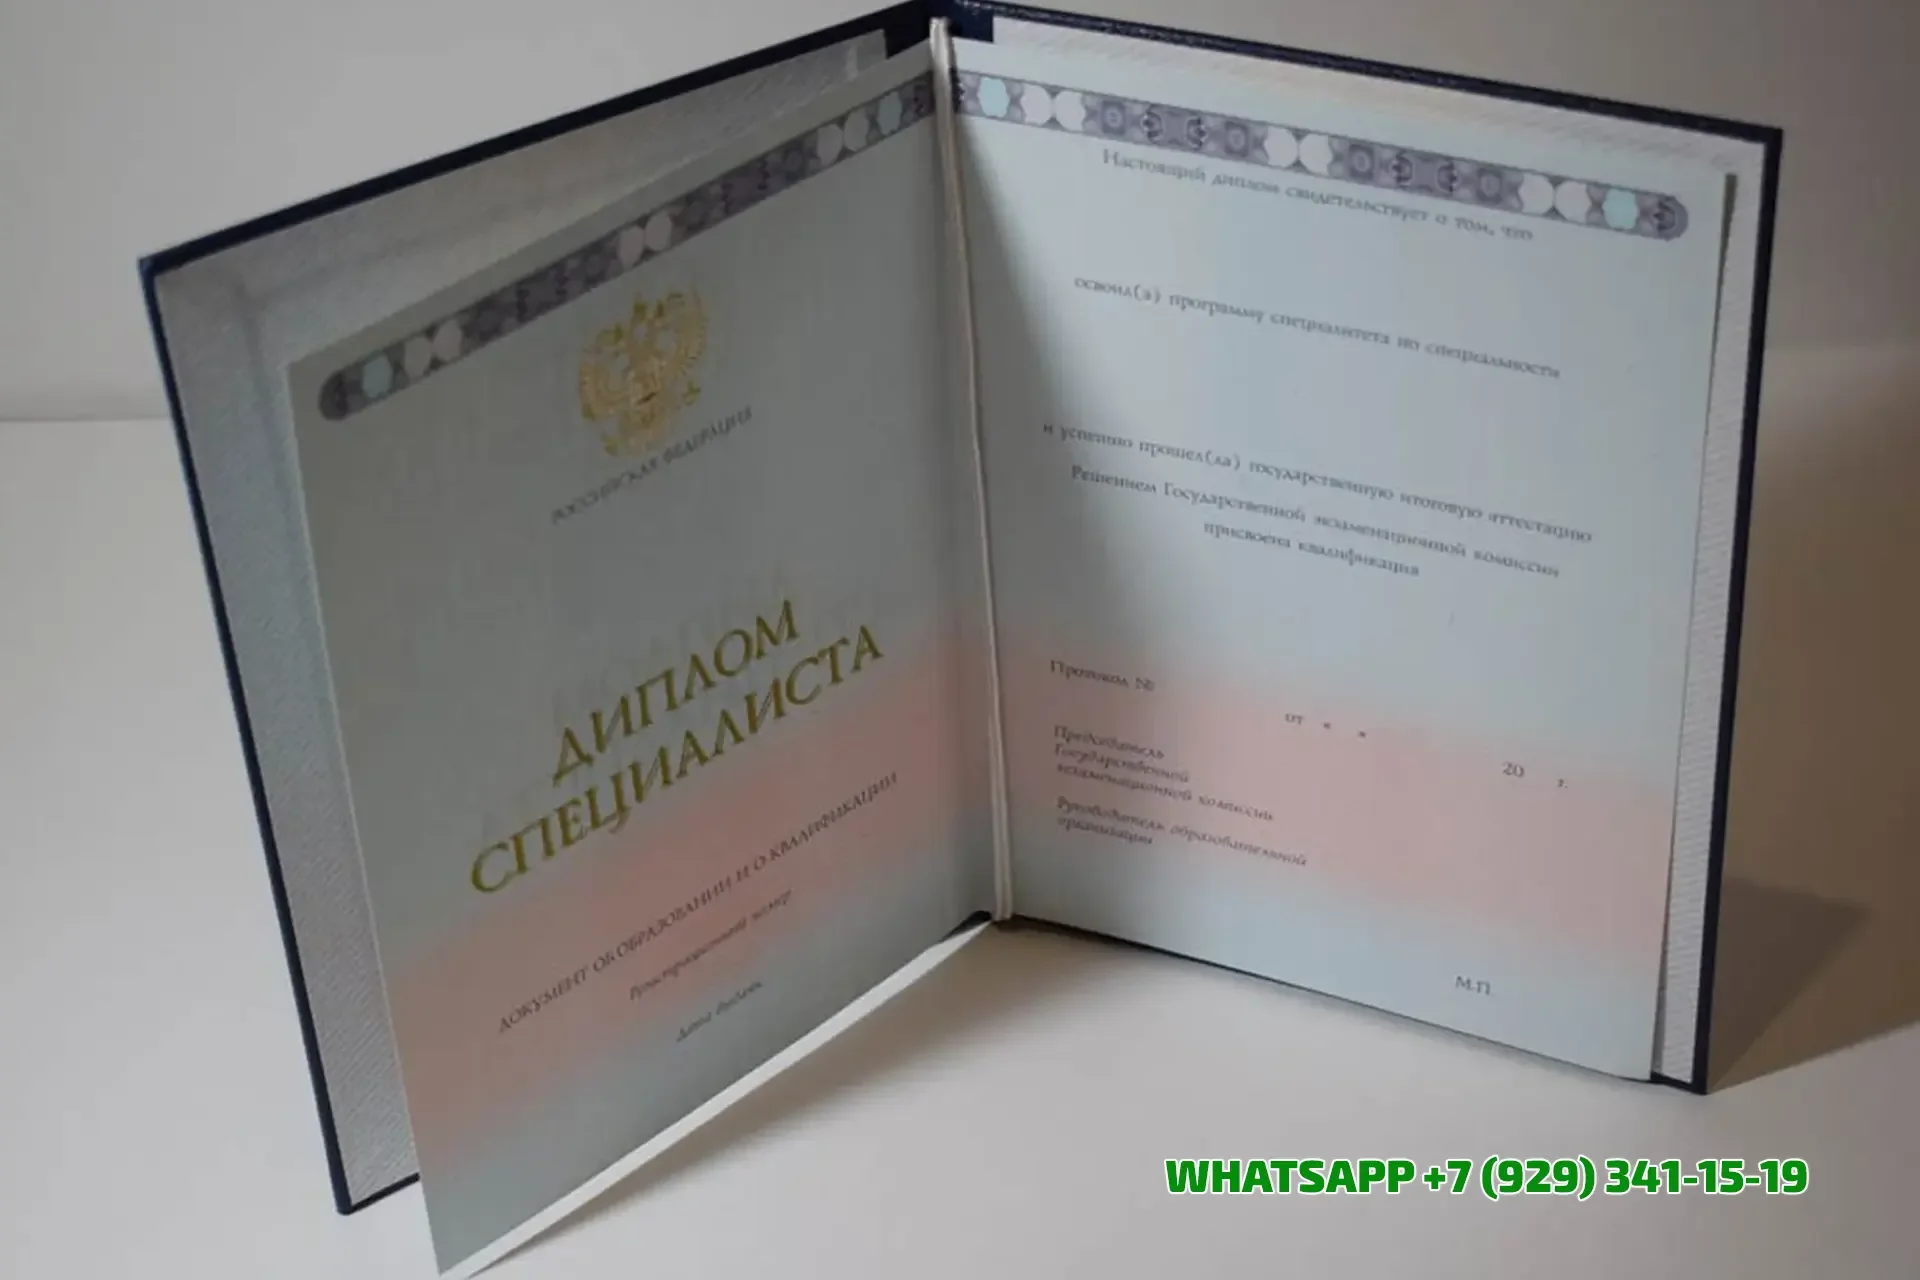 РОССИЙСКАЯ ФЕДЕРАЦИЯ
ДИПЛОМ
СПЕЦИАЛИСТА
ДОКУМЕНТ ОБ ОБРАЗОВАНИИ И О КВАЛИФИКАЦИИ
Регистрационный номер
Дата выдачи
Настоящий диплом свидетельствует о том, что
освоил(а) программу специалитета по специальности
и успешно прошел(ла) государственную итоговую аттестацию
Решением Государственной экзаменационной комиссии
присвоена квалификация
Протокол №
от « » 20 г.
Председатель
Государственной
экзаменационной комиссии
Руководитель образовательной
организации
М.П.
WHATSAPP +7 (929) 341-15-19